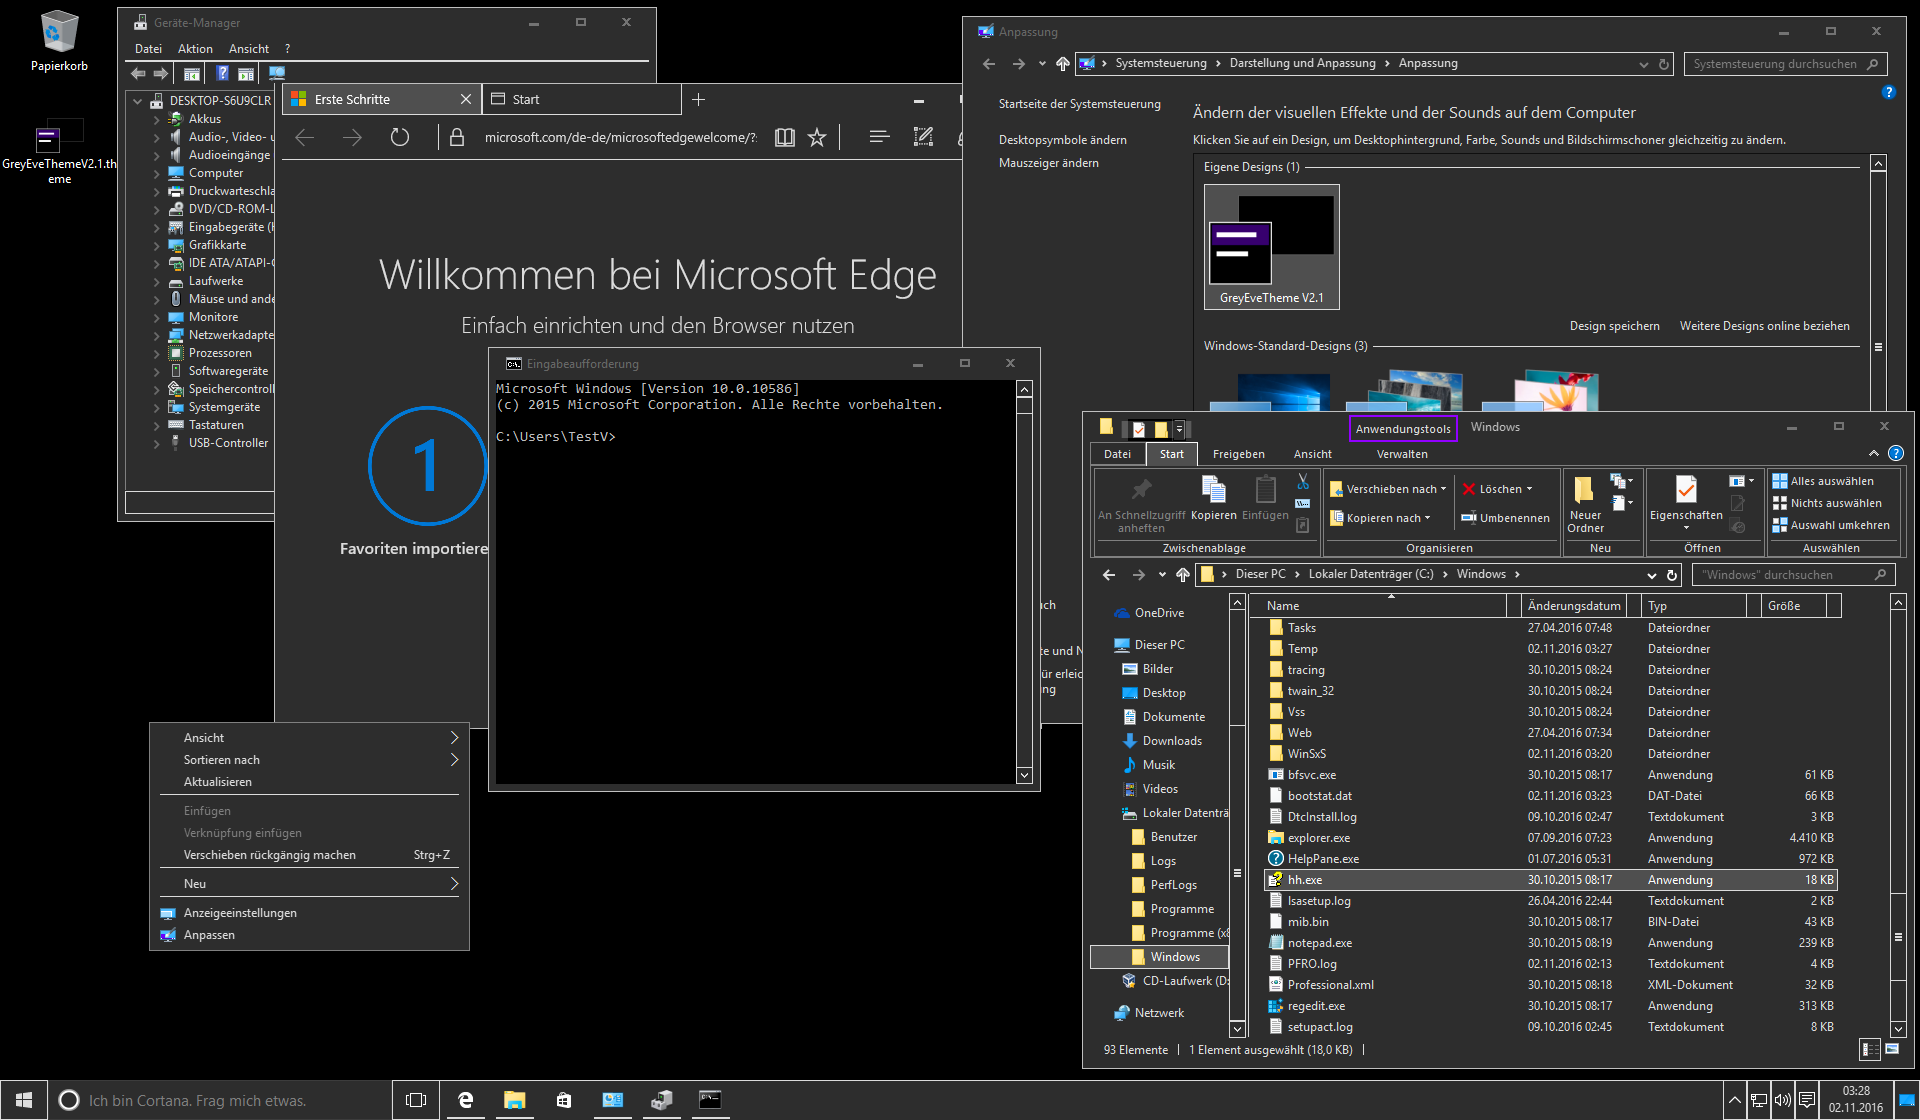 Papierkorb
GreyEveThemeV2.1.th
eme
Geräte-Manager
Datei Aktion Ansicht ?
DESKTOP-S6U9CLR
Akkus
Audio-, Video- u
Audioeingänge
Computer
Druckwarteschla
DVD/CD-ROM-L
Eingabegeräte (H
Grafikkarte
IDE ATA/ATAPI-C
Laufwerke
Mäuse und ande
Monitore
Netzwerkadapte
Prozessoren
Softwaregeräte
Speichercontroll
Systemgeräte
Tastaturen
USB-Controller
Erste Schritte
Start
microsoft.com/de-de/microsoftedgewelcome/?
Willkommen bei Microsoft Edge
Einfach einrichten und den Browser nutzen
1
Favoriten importiere
Eingabeaufforderung
Microsoft Windows [Version 10.0.10586]
(c) 2015 Microsoft Corporation. Alle Rechte vorbehalten.
C:\Users\TestV>
Anpassung
Systemsteuerung Darstellung und Anpassung Anpassung
Systemsteuerung durchsuchen
Startseite der Systemsteuerung
Desktopsymbole ändern
Mauszeiger ändern
Ändern der visuellen Effekte und der Sounds auf dem Computer
Klicken Sie auf ein Design, um Desktophintergrund, Farbe, Sounds und Bildschirmschoner gleichzeitig zu ändern.
Eigene Designs (1)
GreyEveTheme V2.1
Design speichern Weitere Designs online beziehen
Windows-Standard-Designs (3)
ch
te und N
ür erleic
ng
Anwendungstools Windows
Datei Start Freigeben Ansicht Verwalten
An Schnellzugriff
anheften
Kopieren
Einfügen
Zwischenablage
Verschieben nach
Kopieren nach
Löschen
Umbenennen
Organisieren
Neuer
Ordner
Neu
Eigenschaften
Öffnen
Alles auswählen
Nichts auswählen
Auswahl umkehren
Auswählen
Dieser PC Lokaler Datenträger (C:) Windows
"Windows" durchsuchen
OneDrive
Dieser PC
Bilder
Desktop
Dokumente
Downloads
Musik
Videos
Lokaler Datenträ
Benutzer
Logs
PerfLogs
Programme
Programme (x8
Windows
CD-Laufwerk (D:
Netzwerk
Name Änderungsdatum Typ Größe
Tasks 27.04.2016 07:48 Dateiordner
Temp 02.11.2016 03:27 Dateiordner
tracing 30.10.2015 08:24 Dateiordner
twain_32 30.10.2015 08:24 Dateiordner
Vss 30.10.2015 08:24 Dateiordner
Web 27.04.2016 07:34 Dateiordner
WinSxS 02.11.2016 03:20 Dateiordner
bfsvc.exe 30.10.2015 08:17 Anwendung 61 KB
bootstat.dat 02.11.2016 03:23 DAT-Datei 66 KB
DtcInstall.log 09.10.2016 02:47 Textdokument 3 KB
explorer.exe 07.09.2016 07:23 Anwendung 4.410 KB
HelpPane.exe 01.07.2016 05:31 Anwendung 972 KB
hh.exe 30.10.2015 08:17 Anwendung 18 KB
lsasetup.log 26.04.2016 22:44 Textdokument 2 KB
mib.bin 30.10.2015 08:17 BIN-Datei 43 KB
notepad.exe 30.10.2015 08:19 Anwendung 239 KB
PFRO.log 02.11.2016 02:13 Textdokument 4 KB
Professional.xml 30.10.2015 08:18 XML-Dokument 32 KB
regedit.exe 30.10.2015 08:17 Anwendung 313 KB
setupact.log 09.10.2016 02:45 Textdokument 8 KB
93 Elemente 1 Element ausgewählt (18,0 KB)
Ansicht
Sortieren nach
Aktualisieren
Einfügen
Verknüpfung einfügen
Verschieben rückgängig machen Strg+Z
Neu
Anzeigeeinstellungen
Anpassen
Ich bin Cortana. Frag mich etwas.
03:28
02.11.2016